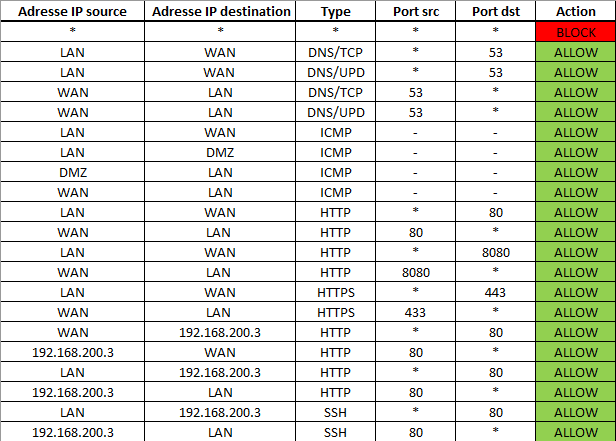 Adresse IP source Adresse IP destination Type Port src Port dst Action
* * * * * BLOCK
LAN WAN DNS/TCP * 53 ALLOW
LAN WAN DNS/UPD * 53 ALLOW
WAN LAN DNS/TCP 53 * ALLOW
WAN LAN DNS/UPD 53 * ALLOW
LAN WAN ICMP - - ALLOW
LAN DMZ ICMP - - ALLOW
DMZ LAN ICMP - - ALLOW
WAN LAN ICMP - - ALLOW
LAN WAN HTTP * 80 ALLOW
WAN LAN HTTP 80 * ALLOW
LAN WAN HTTP * 8080 ALLOW
WAN LAN HTTP 8080 * ALLOW
LAN WAN HTTPS * 443 ALLOW
WAN LAN HTTPS 433 * ALLOW
WAN 192.168.200.3 HTTP * 80 ALLOW
192.168.200.3 WAN HTTP 80 * ALLOW
LAN 192.168.200.3 HTTP * 80 ALLOW
192.168.200.3 LAN HTTP 80 * ALLOW
LAN 192.168.200.3 SSH * 80 ALLOW
192.168.200.3 LAN SSH 80 * ALLOW